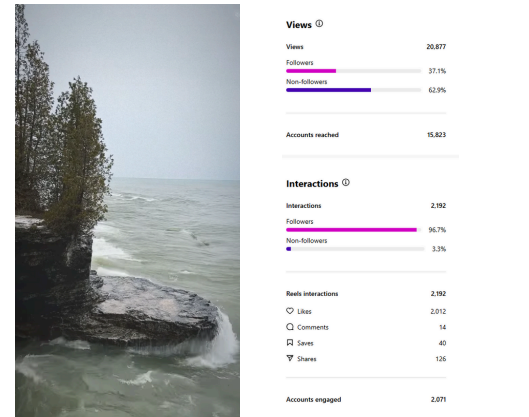 Views ⓘ
Views 20,877
Followers
37.1%
Non-followers
62.9%
Accounts reached 15,823
Interactions ⓘ
Interactions 2,192
Followers
96.7%
Non-followers
3.3%
Reels interactions 2,192
Likes 2,012
Comments 14
Saves 40
Shares 126
Accounts engaged 2,071